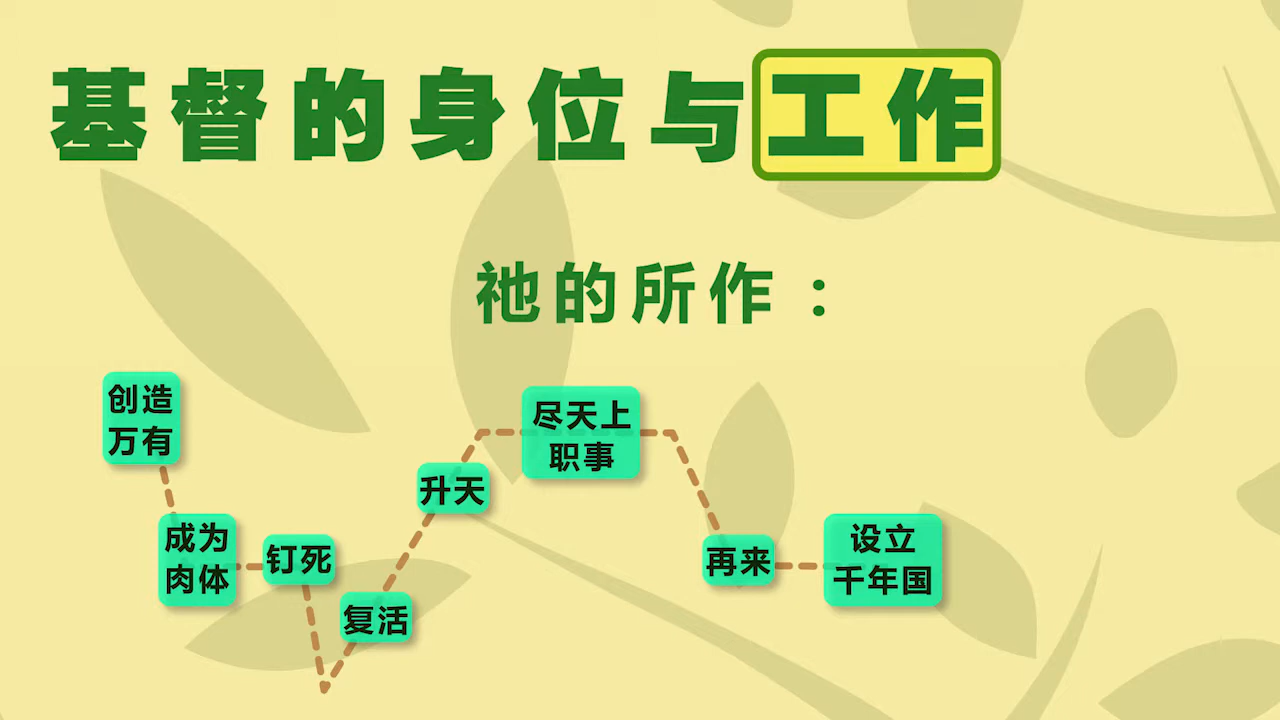 基督的身位与工作
祂的所作：
创造
万有
成为
肉体
钉死
复活
升天
尽天上
职事
再来
设立
千年国